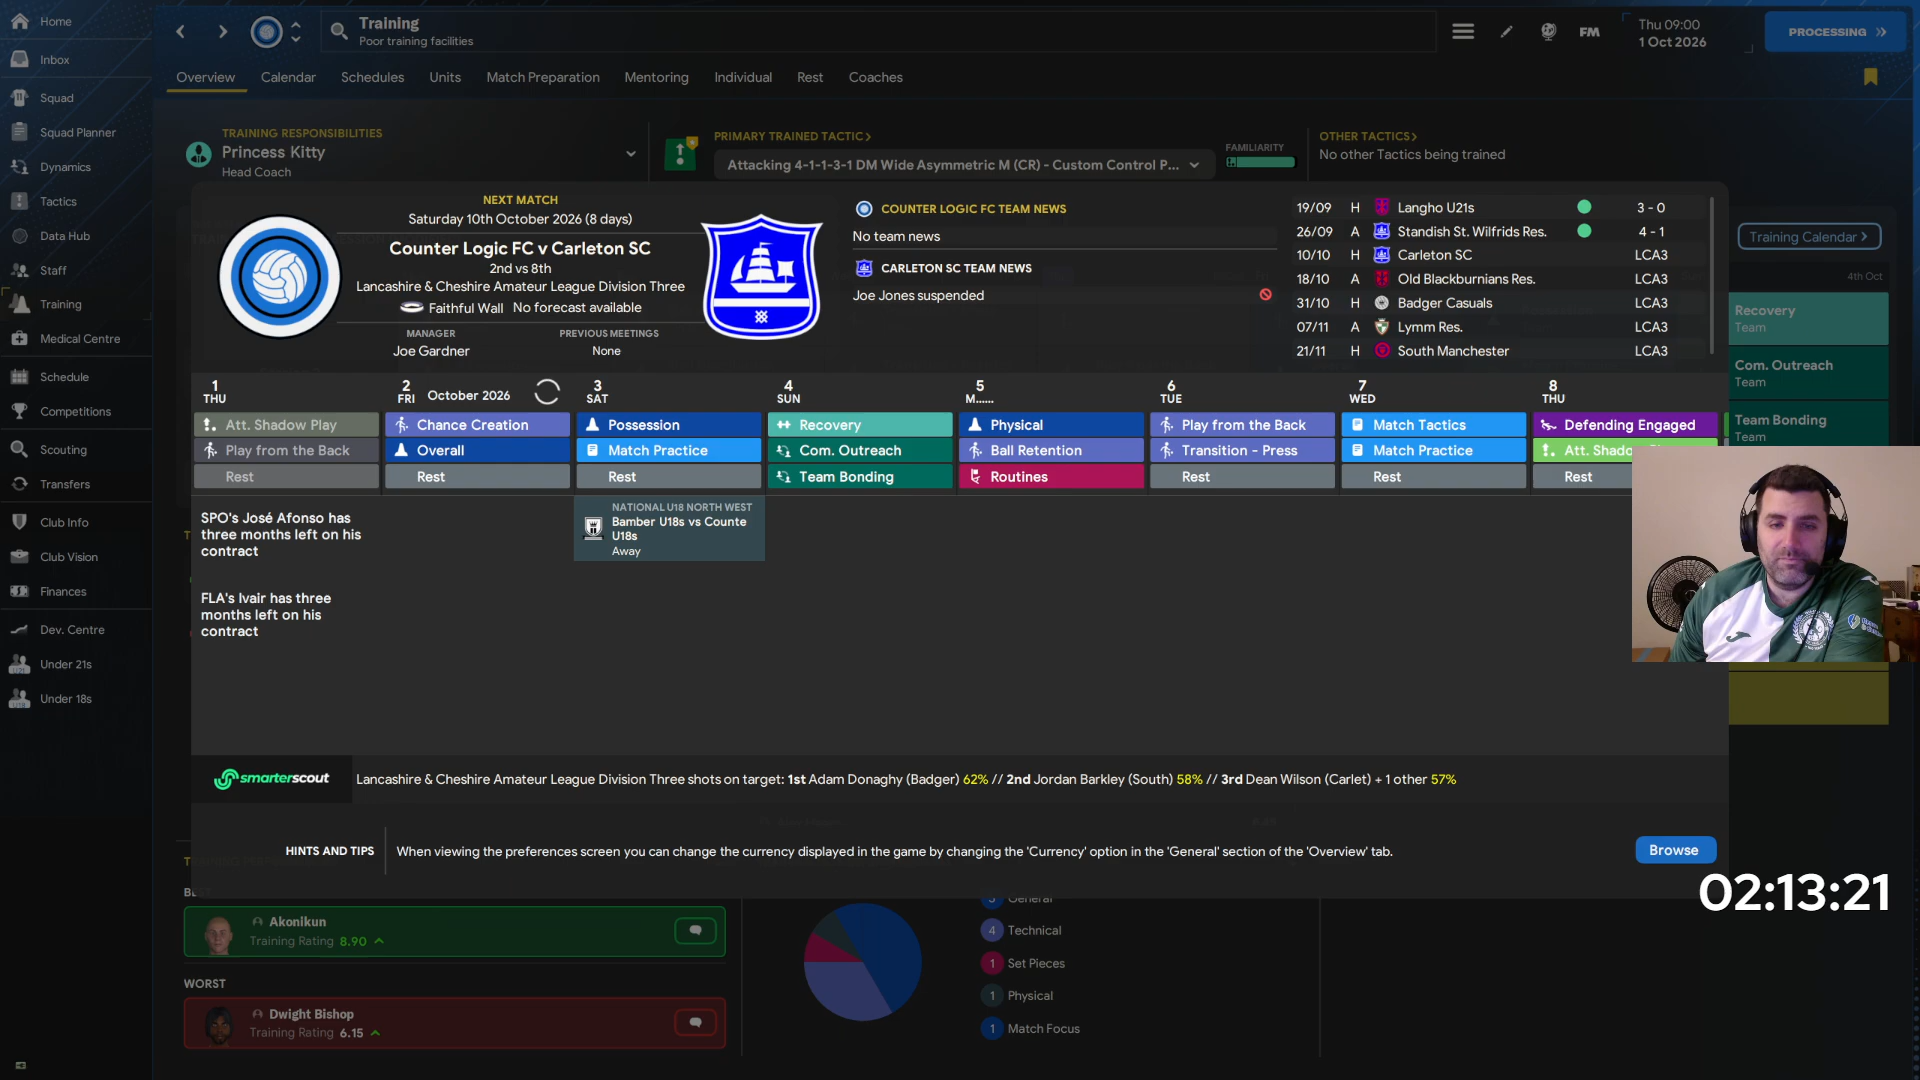 Home
Inbox
Squad
Squad Planner
Dynamics
Tactics
Data Hub
Staff
Training
Medical Centre
Schedule
Competitions
Scouting
Transfers
Club Info
Club Vision
Finances
Dev. Centre
Under 21s
Under 18s
Training
Poor training facilities
FM
Thu 09:00
1 Oct 2026
PROCESSING
Overview
Calendar
Schedules
Units
Match Preparation
Mentoring
Individual
Rest
Coaches
TRAINING RESPONSIBILITIES
Princess Kitty
Head Coach
PRIMARY TRAINED TACTIC >
Attacking 4-1-1-3-1 DM Wide Asymmetric M (CR) - Custom Control P...
FAMILIARITY
OTHER TACTICS >
No other Tactics being trained
NEXT MATCH
Saturday 10th October 2026 (8 days)
Counter Logic FC v Carleton SC
2nd vs 8th
Lancashire & Cheshire Amateur League Division Three
Faithful Wall No forecast available
MANAGER
Joe Gardner
PREVIOUS MEETINGS
None
COUNTER LOGIC FC TEAM NEWS
No team news
CARLETON SC TEAM NEWS
Joe Jones suspended
19/09 H Langho U21s 3 - 0
26/09 A Standish St. Wilfrids Res. 4 - 1
10/10 H Carleton SC LCA3
18/10 A Old Blackburnians Res. LCA3
31/10 H Badger Casuals LCA3
07/11 A Lymm Res. LCA3
21/11 H South Manchester LCA3
Training Calendar >
4th Oct
Recovery
Team
Com. Outreach
Team
Team Bonding
Team
1 THU
2 FRI October 2026
3 SAT
4 SUN
5 M......
6 TUE
7 WED
8 THU
Att. Shadow Play
Chance Creation
Possession
Recovery
Physical
Play from the Back
Match Tactics
Defending Engaged
Play from the Back
Overall
Match Practice
Com. Outreach
Ball Retention
Transition - Press
Match Practice
Att. Shado
Rest
Rest
Rest
Team Bonding
Routines
Rest
Rest
Rest
SPO's José Afonso has three months left on his contract
FLA's Ivair has three months left on his contract
NATIONAL U18 NORTH WEST
Bamber U18s vs Counte U18s
Away
smarterscout
Lancashire & Cheshire Amateur League Division Three shots on target: 1st Adam Donaghy (Badger) 62% // 2nd Jordan Barkley (South) 58% // 3rd Dean Wilson (Carlet) + 1 other 57%
HINTS AND TIPS
When viewing the preferences screen you can change the currency displayed in the game by changing the 'Currency' option in the 'General' section of the 'Overview' tab.
Browse
02:13:21
Akonikun
Training Rating 8.90
WORST
Dwight Bishop
Training Rating 6.15
General
4 Technical
1 Set Pieces
1 Physical
1 Match Focus